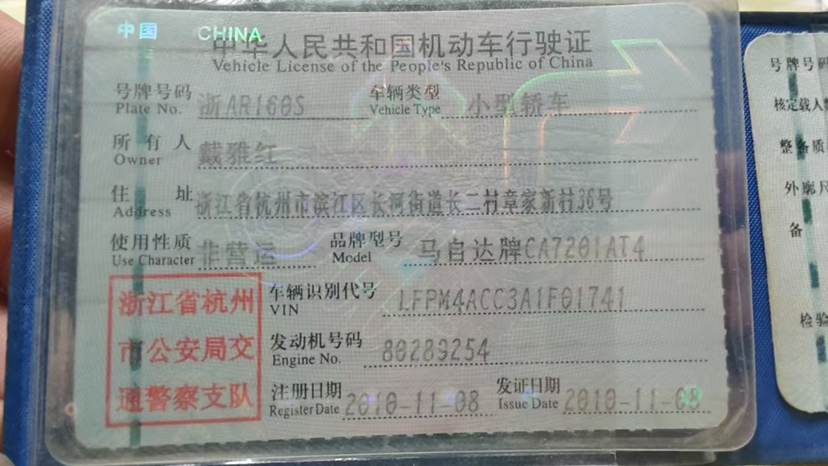 中国 CHINA
中华人民共和国机动车行驶证
Vehicle License of the People's Republic of China
号牌号码 浙AR160S 车辆类型 小型轿车
Plate No. Vehicle Type
所有人 戴雅红
Owner
住址 浙江省杭州市滨江区长河街道长二村章家新村36号
Address
使用性质 非营运 品牌型号 马自达牌CA7201AT4
Use Character Model
浙江省杭州
市公安局交
通警察支队
车辆识别代号 LFPM4ACC3A1F01741
VIN
发动机号码 80289254
Engine No.
注册日期 2010-11-08 发证日期 2010-11-08
Register Date Issue Date
号牌号码
核定载人
整备质
外廓尺
备
检验